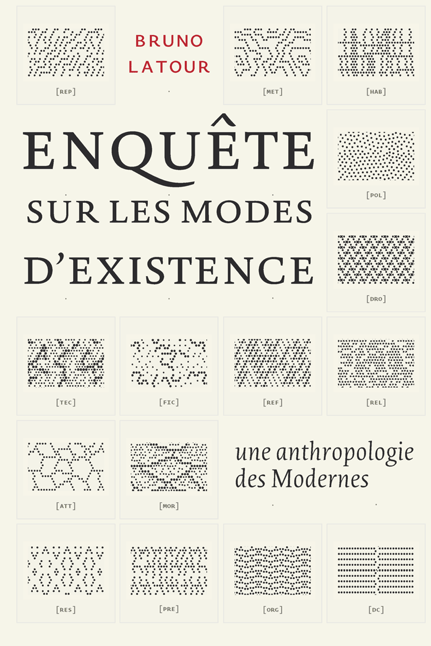 BRUNO
LATOUR
[REP]
[MET]
[HAB]
ENQUÊTE
SUR LES MODES
D’EXISTENCE
[POL]
[DRO]
[TEC]
[FIC]
[REF]
[REL]
une anthropologie
des Modernes
[ATT]
[MOR]
[RES]
[PRE]
[ORG]
[DC]